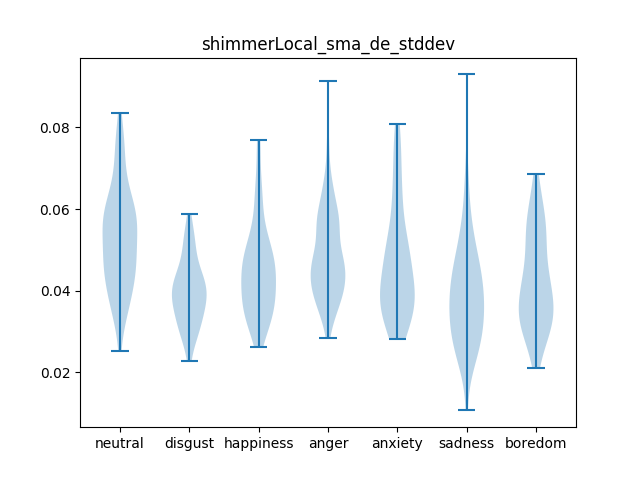 shimmerLocal_sma_de_stddev
0.08
0.06
0.04
0.02
neutral disgust happiness anger anxiety sadness boredom